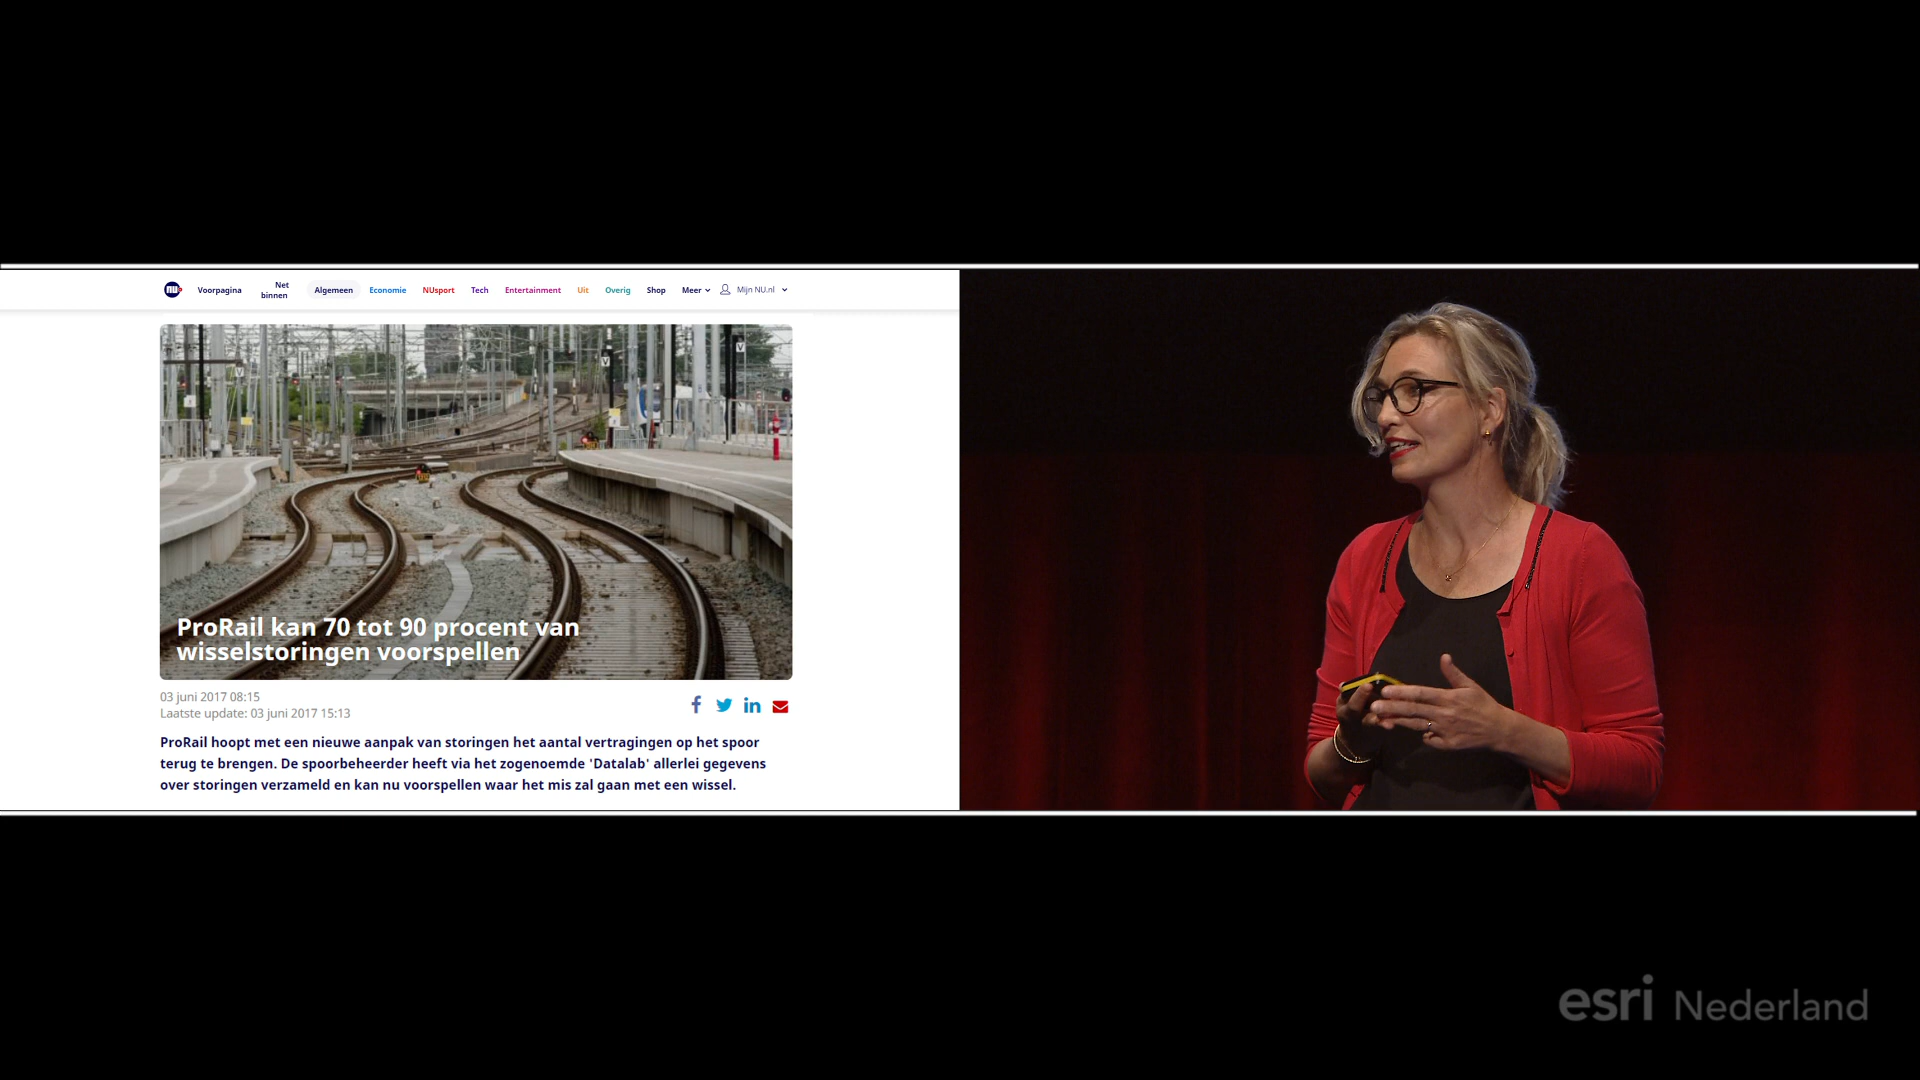 NU
Voorpagina
Net
binnen
Algemeen
Economie
NUsport
Tech
Entertainment
Uit
Overig
Shop
Meer
Mijn NU.nl
V
V
ProRail kan 70 tot 90 procent van
wisselstoringen voorspellen
03 juni 2017 08:15
Laatste update: 03 juni 2017 15:13
ProRail hoopt met een nieuwe aanpak van storingen het aantal vertragingen op het spoor
terug te brengen. De spoorbeheerder heeft via het zogenoemde 'Datalab' allerlei gegevens
over storingen verzameld en kan nu voorspellen waar het mis zal gaan met een wissel.
esri Nederland